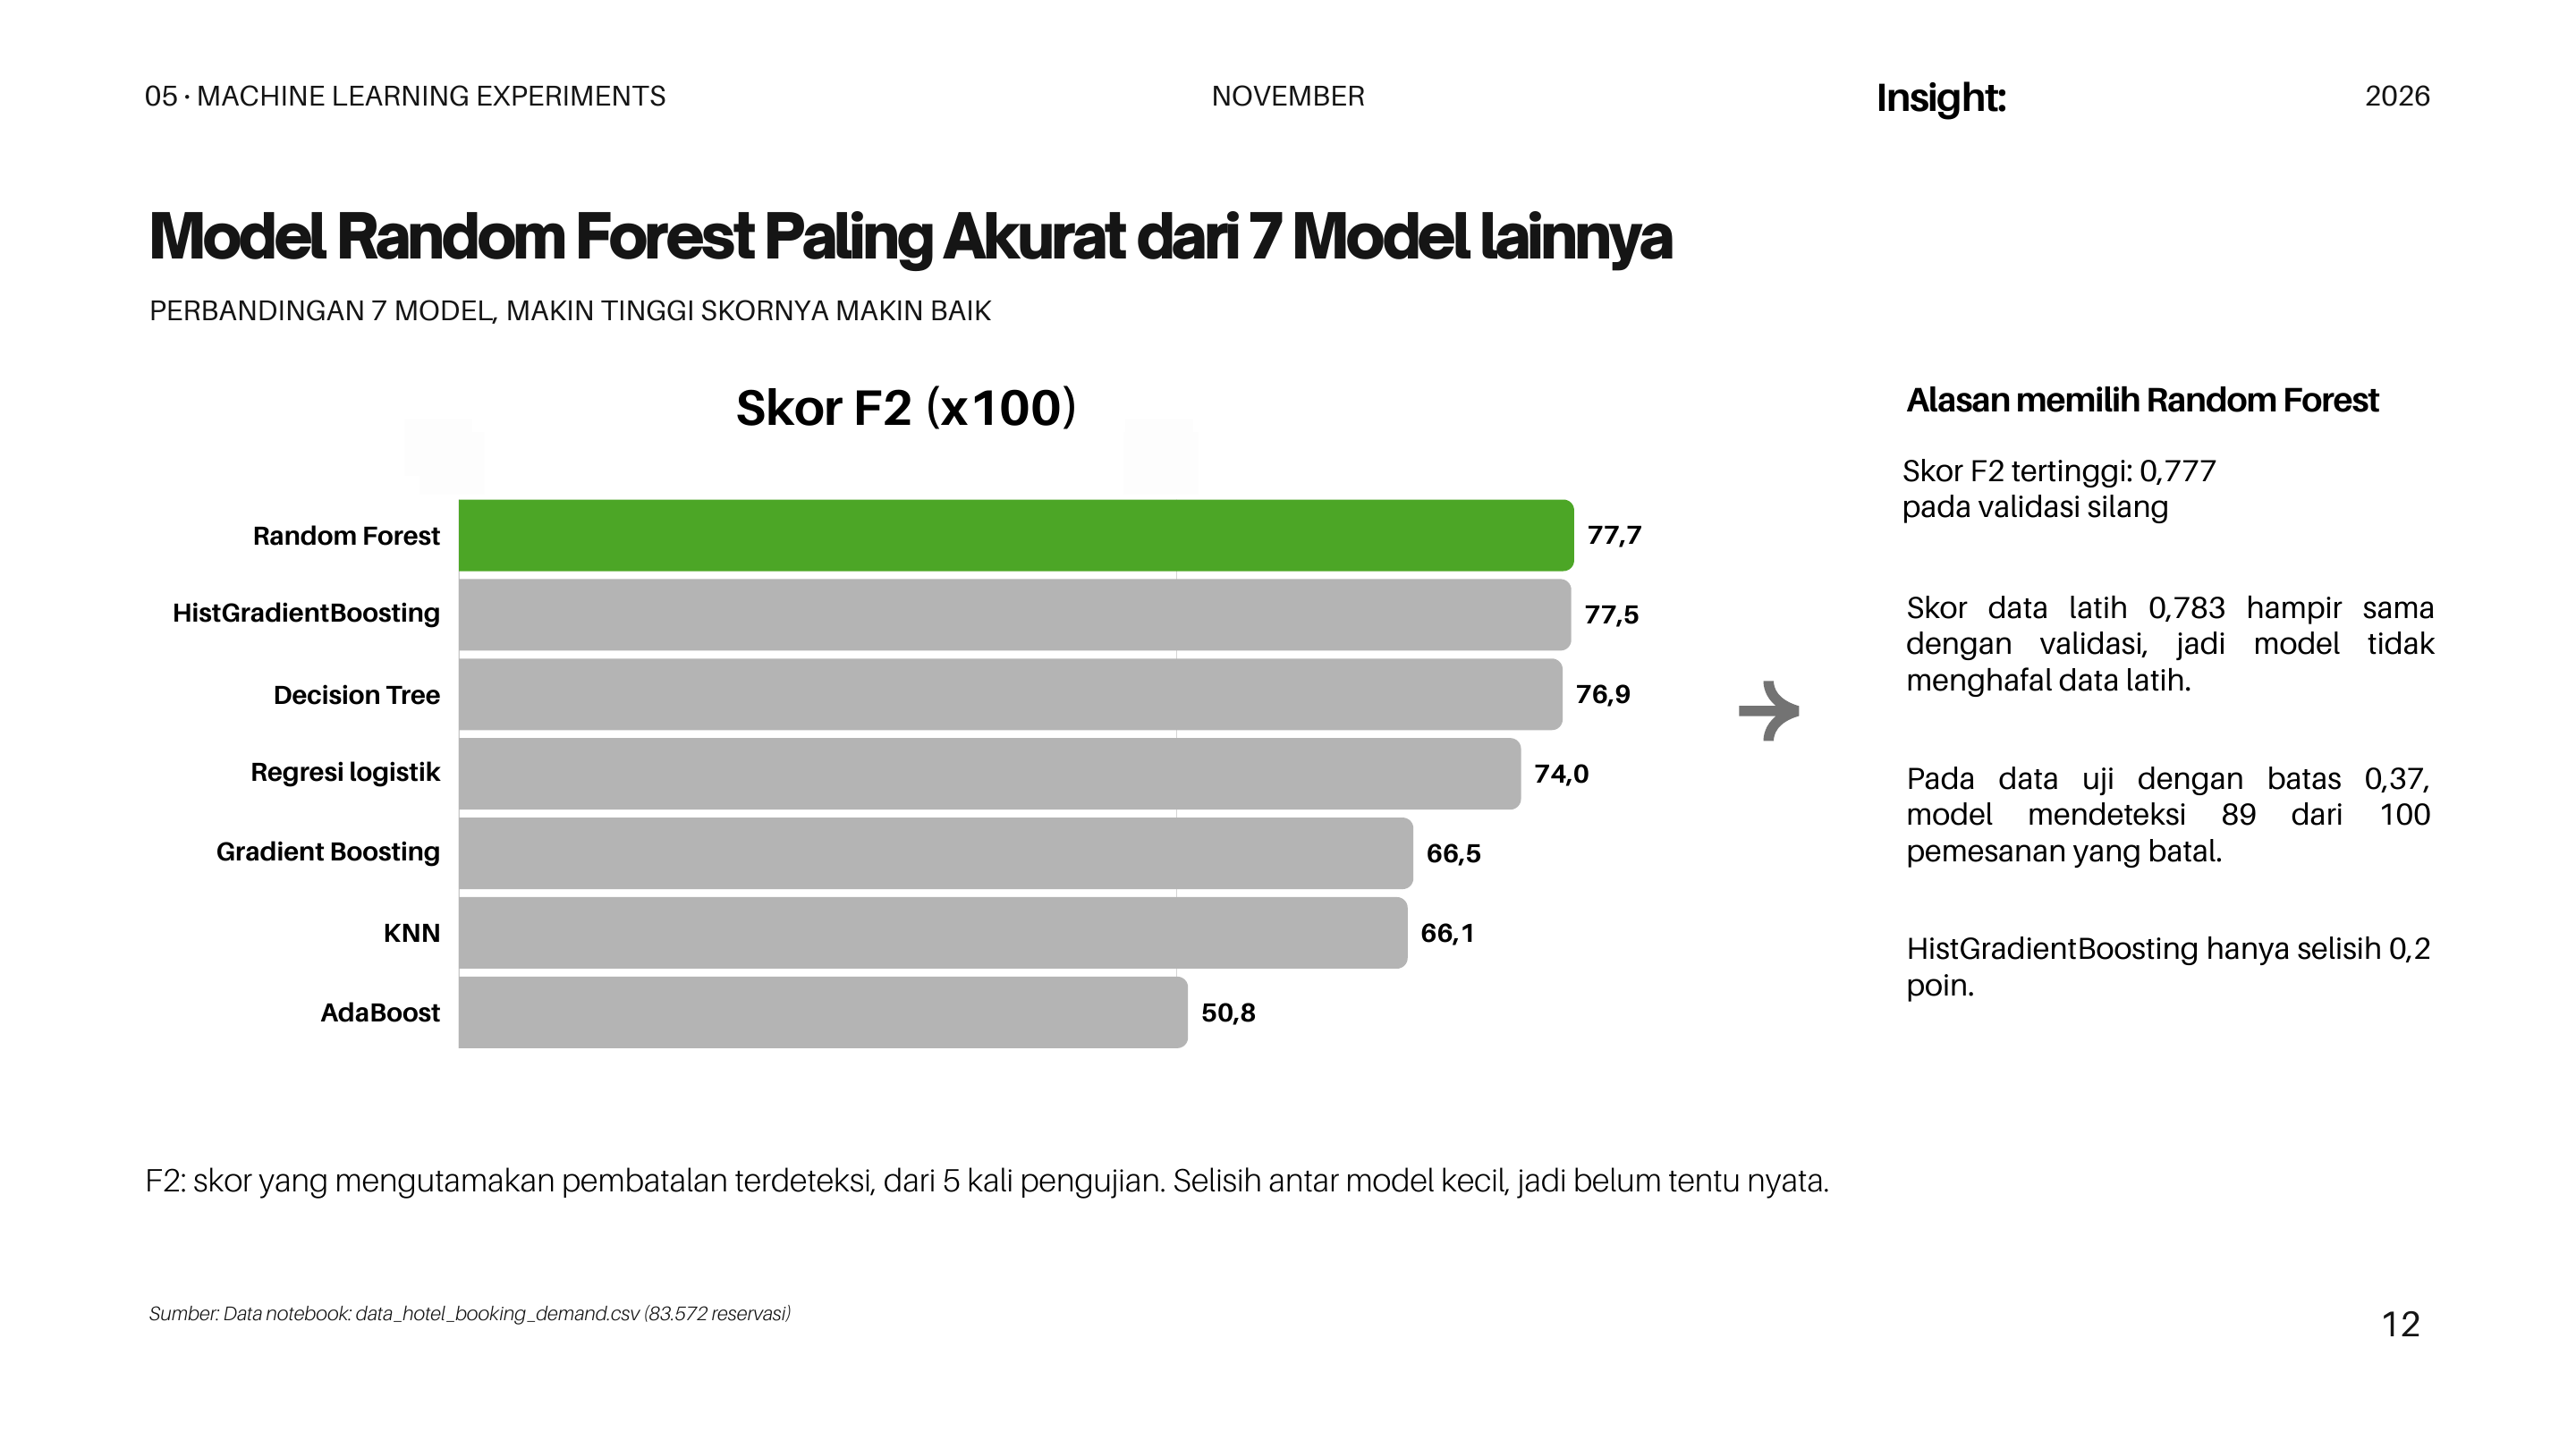 05 · MACHINE LEARNING EXPERIMENTS
NOVEMBER
Insight:
2026
Model Random Forest Paling Akurat dari 7 Model lainnya
PERBANDINGAN 7 MODEL, MAKIN TINGGI SKORNYA MAKIN BAIK
Skor F2 (x100)
Random Forest 77,7
HistGradientBoosting 77,5
Decision Tree 76,9
Regresi logistik 74,0
Gradient Boosting 66,5
KNN 66,1
AdaBoost 50,8
Alasan memilih Random Forest
Skor F2 tertinggi: 0,777
pada validasi silang
Skor data latih 0,783 hampir sama
dengan validasi, jadi model tidak
menghafal data latih.
Pada data uji dengan batas 0,37,
model mendeteksi 89 dari 100
pemesanan yang batal.
HistGradientBoosting hanya selisih 0,2
poin.
F2: skor yang mengutamakan pembatalan terdeteksi, dari 5 kali pengujian. Selisih antar model kecil, jadi belum tentu nyata.
Sumber: Data notebook: data_hotel_booking_demand.csv (83.572 reservasi)
12